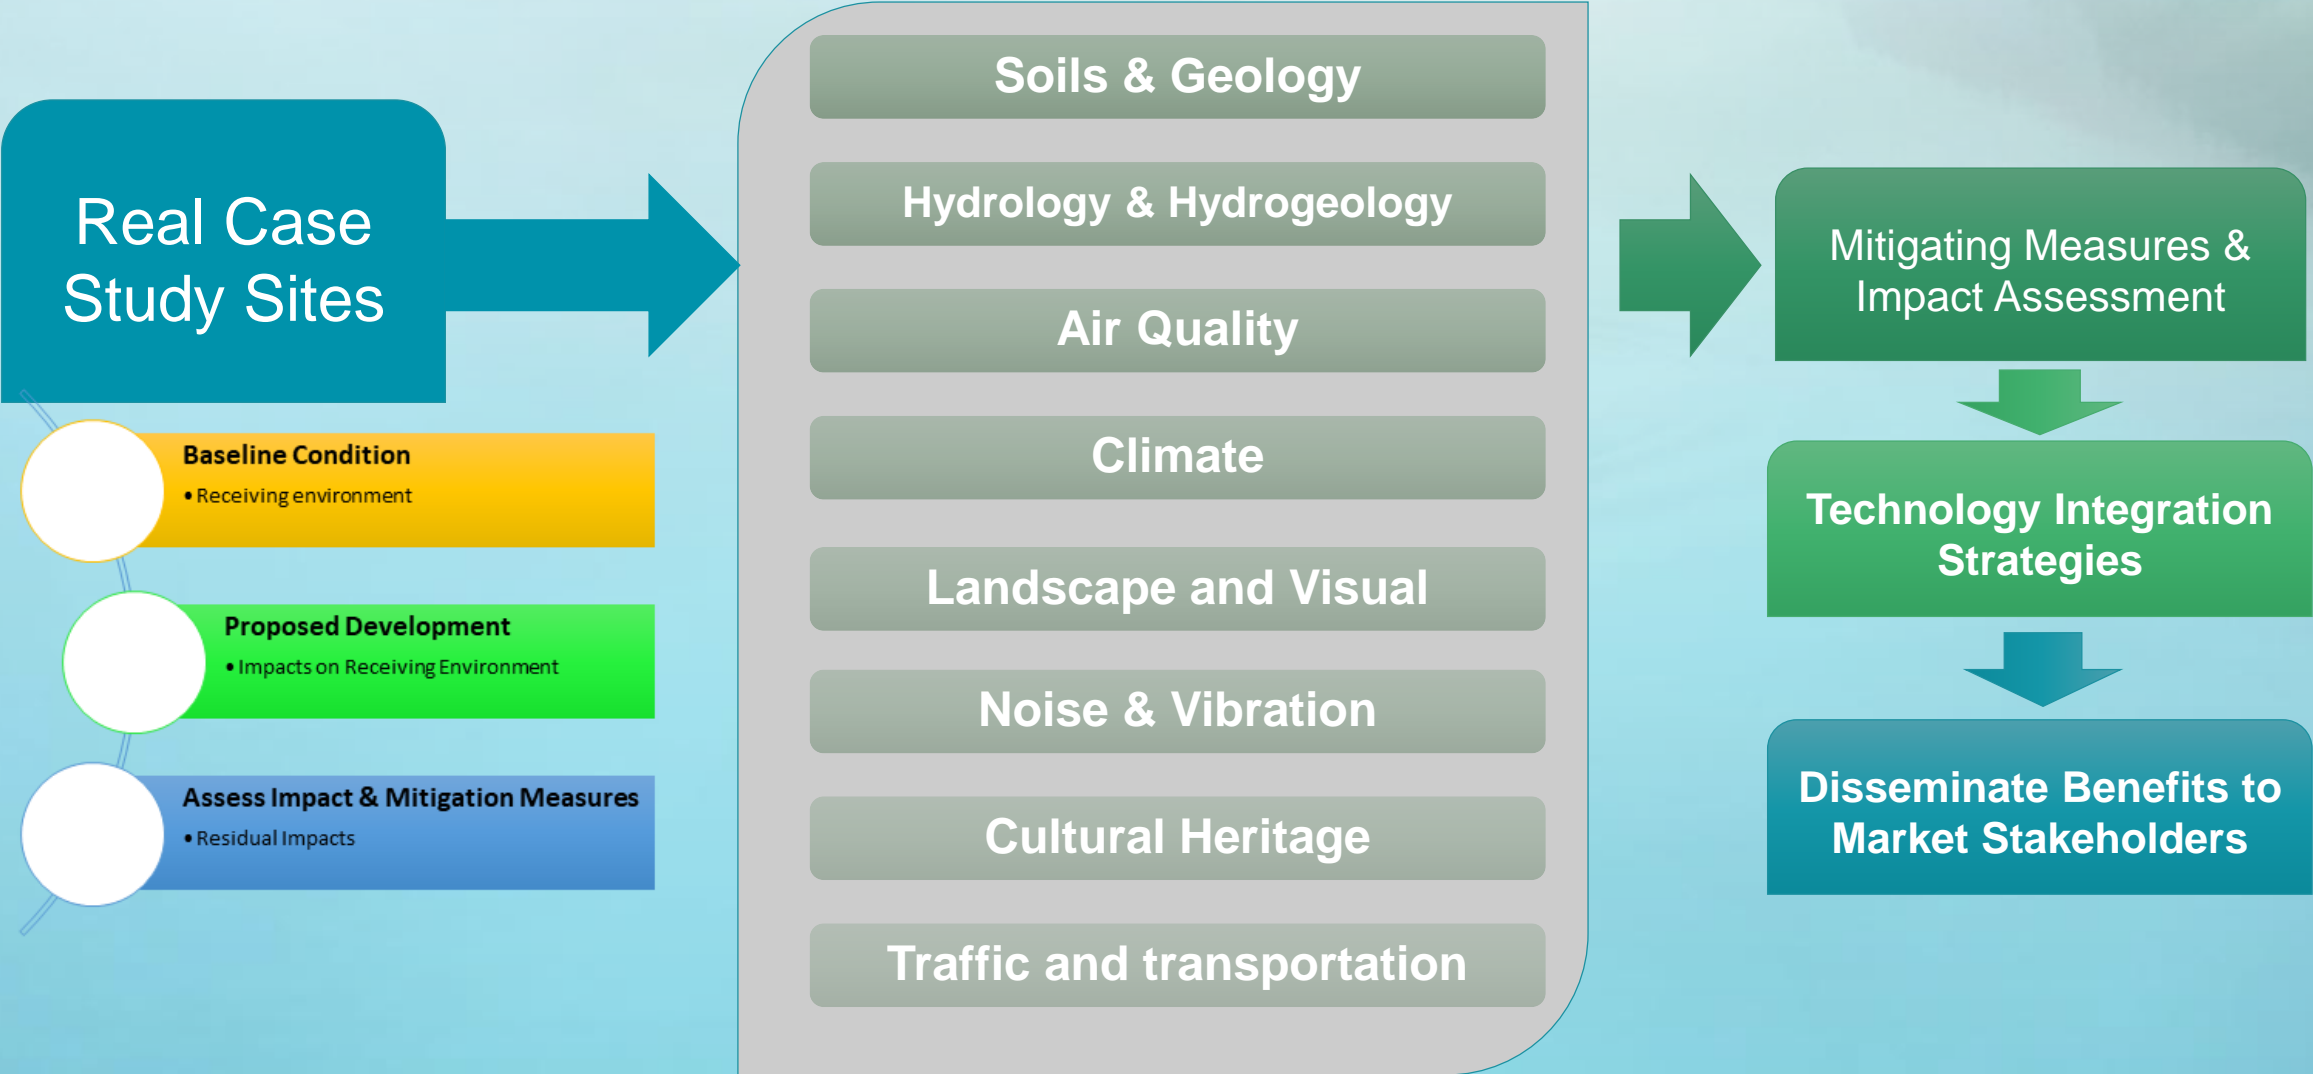 Real Case
Study Sites
Baseline Condition
• Receiving environment
Proposed Development
• Impacts on Receiving Environment
Assess Impact & Mitigation Measures
• Residual Impacts
Soils & Geology
Hydrology & Hydrogeology
Air Quality
Climate
Landscape and Visual
Noise & Vibration
Cultural Heritage
Traffic and transportation
Mitigating Measures &
Impact Assessment
Technology Integration
Strategies
Disseminate Benefits to
Market Stakeholders